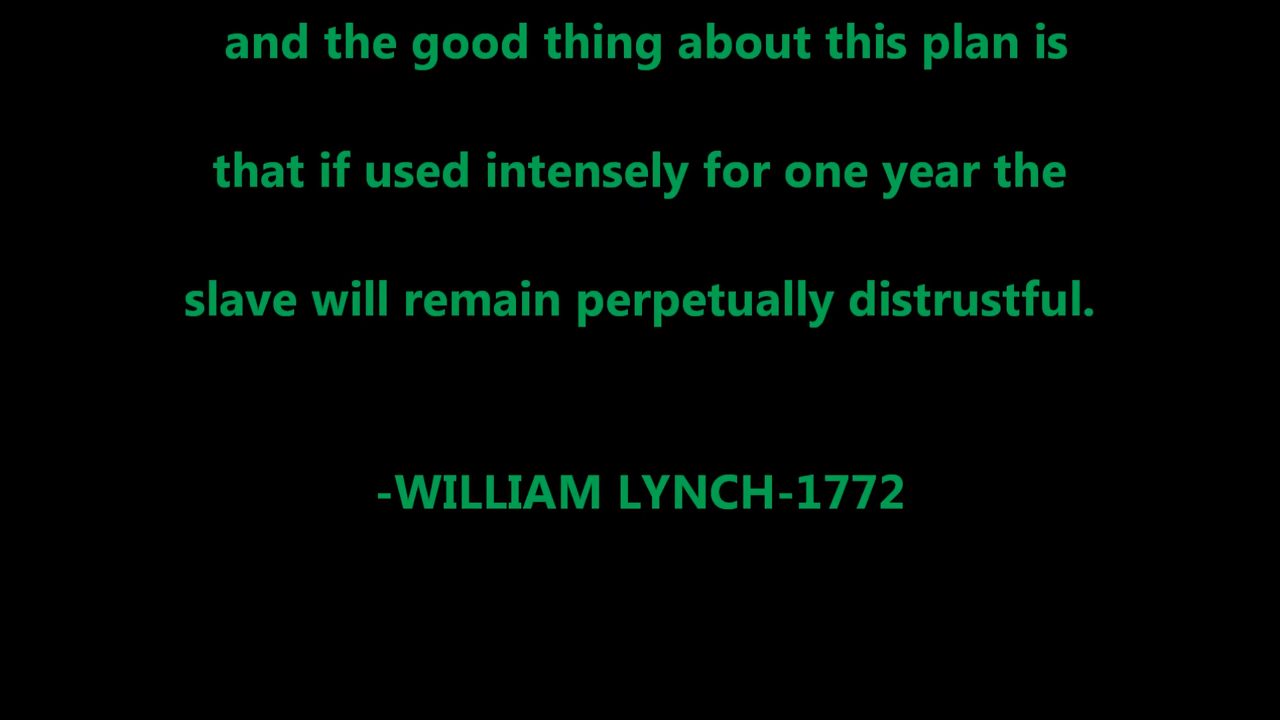 and the good thing about this plan is
that if used intensely for one year the
slave will remain perpetually distrustful.
-WILLIAM LYNCH-1772